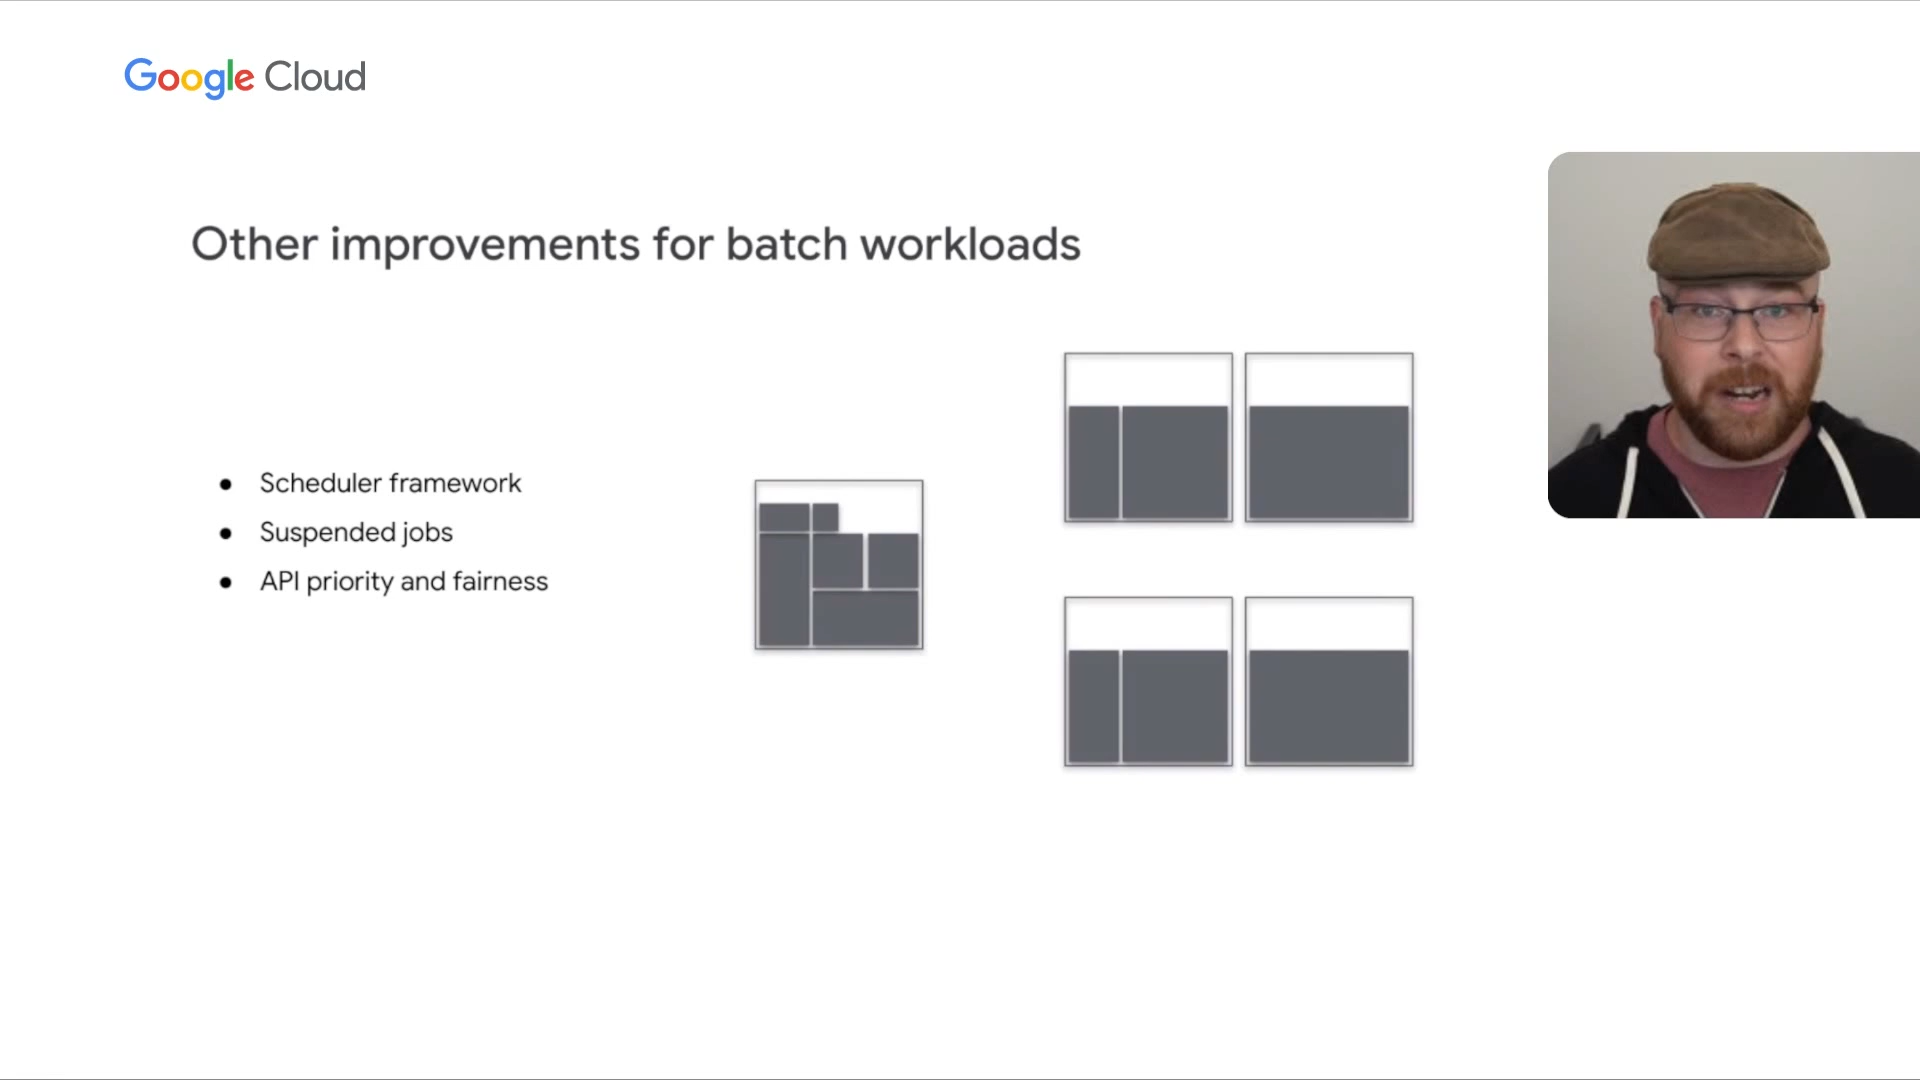 Google Cloud
Other improvements for batch workloads
Scheduler framework
Suspended jobs
API priority and fairness